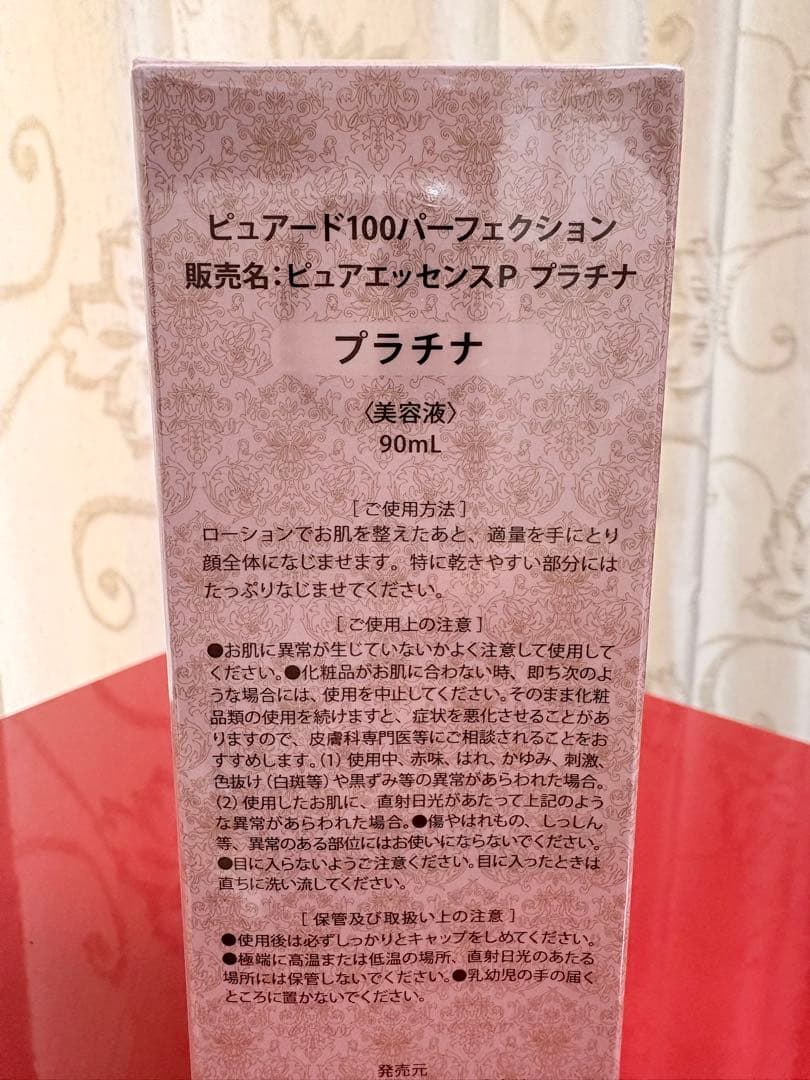 ピュアード100パーフェクション
販売名：ピュアエッセンスP プラチナ
プラチナ
〈美容液〉
90mL
［ご使用方法］
ローションでお肌を整えたあと、適量を手にとり
顔全体になじませます。特に乾きやすい部分には
たっぷりなじませてください。
［ご使用上の注意］
●お肌に異常が生じていないかよく注意して使用して
ください。●化粧品がお肌に合わない時、即ち次のよ
うな場合には、使用を中止してください。そのまま化粧
品類の使用を続けますと、症状を悪化させることがあ
りますので、皮膚科専門医等にご相談されることをお
すすめします。（1）使用中、赤味、はれ、かゆみ、刺激、
色抜け（白斑等）や黒ずみ等の異常があらわれた場合。
（2）使用したお肌に、直射日光があたって上記のよう
な異常があらわれた場合。●傷やはれもの、しっしん
等、異常のある部位にはお使いにならないでください。
●目に入らないようご注意ください。目に入ったときは
直ちに洗い流してください。
［保管及び取扱い上の注意］
●使用後は必ずしっかりとキャップをしめてください。
●極端に高温または低温の場所、直射日光のあたる
場所には保管しないでください。●乳幼児の手の届く
ところに置かないでください。
発売元